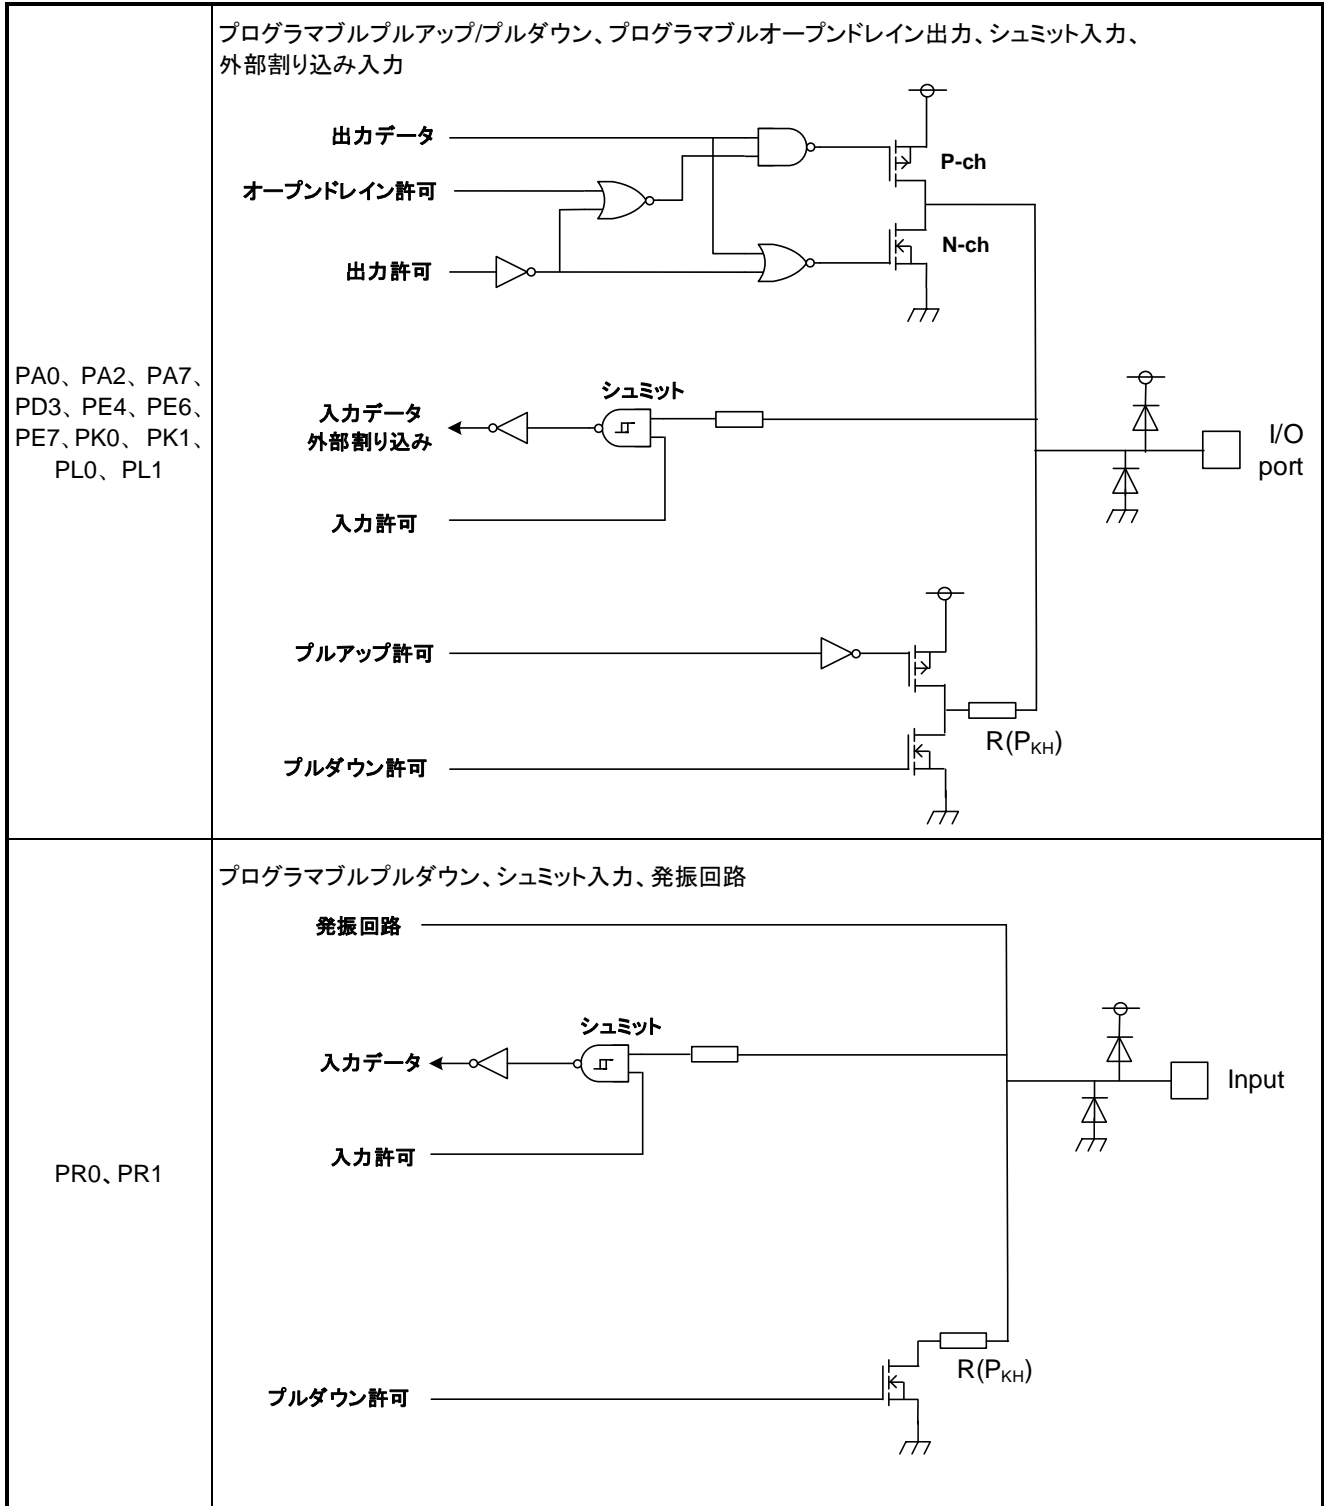 プログラマブルプルアップ/プルダウン、プログラマブルオープンドレイン出力、シュミット入力、
外部割り込み入力
出力データ
P-ch
オープンドレイン許可
N-ch
出力許可
PA0、PA2、PA7、
PD3、PE4、PE6、
PE7、PK0、PK1、
PL0、PL1
シュミット
入力データ
外部割り込み
I/O
port
入力許可
プルアップ許可
R(PKH)
プルダウン許可
プログラマブルプルダウン、シュミット入力、発振回路
発振回路
シュミット
入力データ
Input
入力許可
PR0、PR1
R(PKH)
プルダウン許可